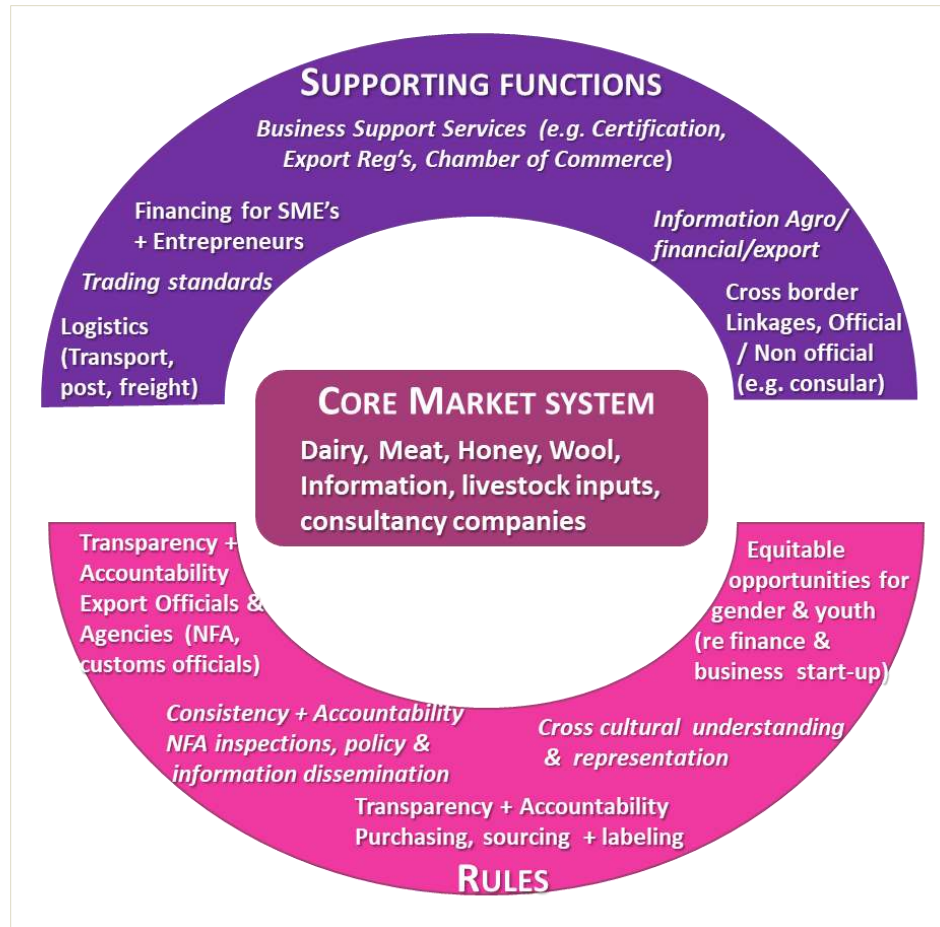 SUPPORTING FUNCTIONS
Business Support Services (e.g. Certification,
Export Reg's, Chamber of Commerce)
Financing for SME's
+ Entrepreneurs
Trading standards
Logistics
(Transport,
post, freight)
Information Agro/
financial/export
Cross border
Linkages, Official
/ Non official
(e.g. consular)
CORE MARKET SYSTEM
Dairy, Meat, Honey, Wool,
Information, livestock inputs,
consultancy companies
Transparency +
Accountability
Export Officials &
Agencies (NFA,
customs officials)
Equitable
opportunities for
gender & youth
(re finance &
business start-up)
Consistency + Accountability
NFA inspections, policy &
information dissemination
Cross cultural understanding
& representation
Transparency + Accountability
Purchasing, sourcing + labeling
RULES